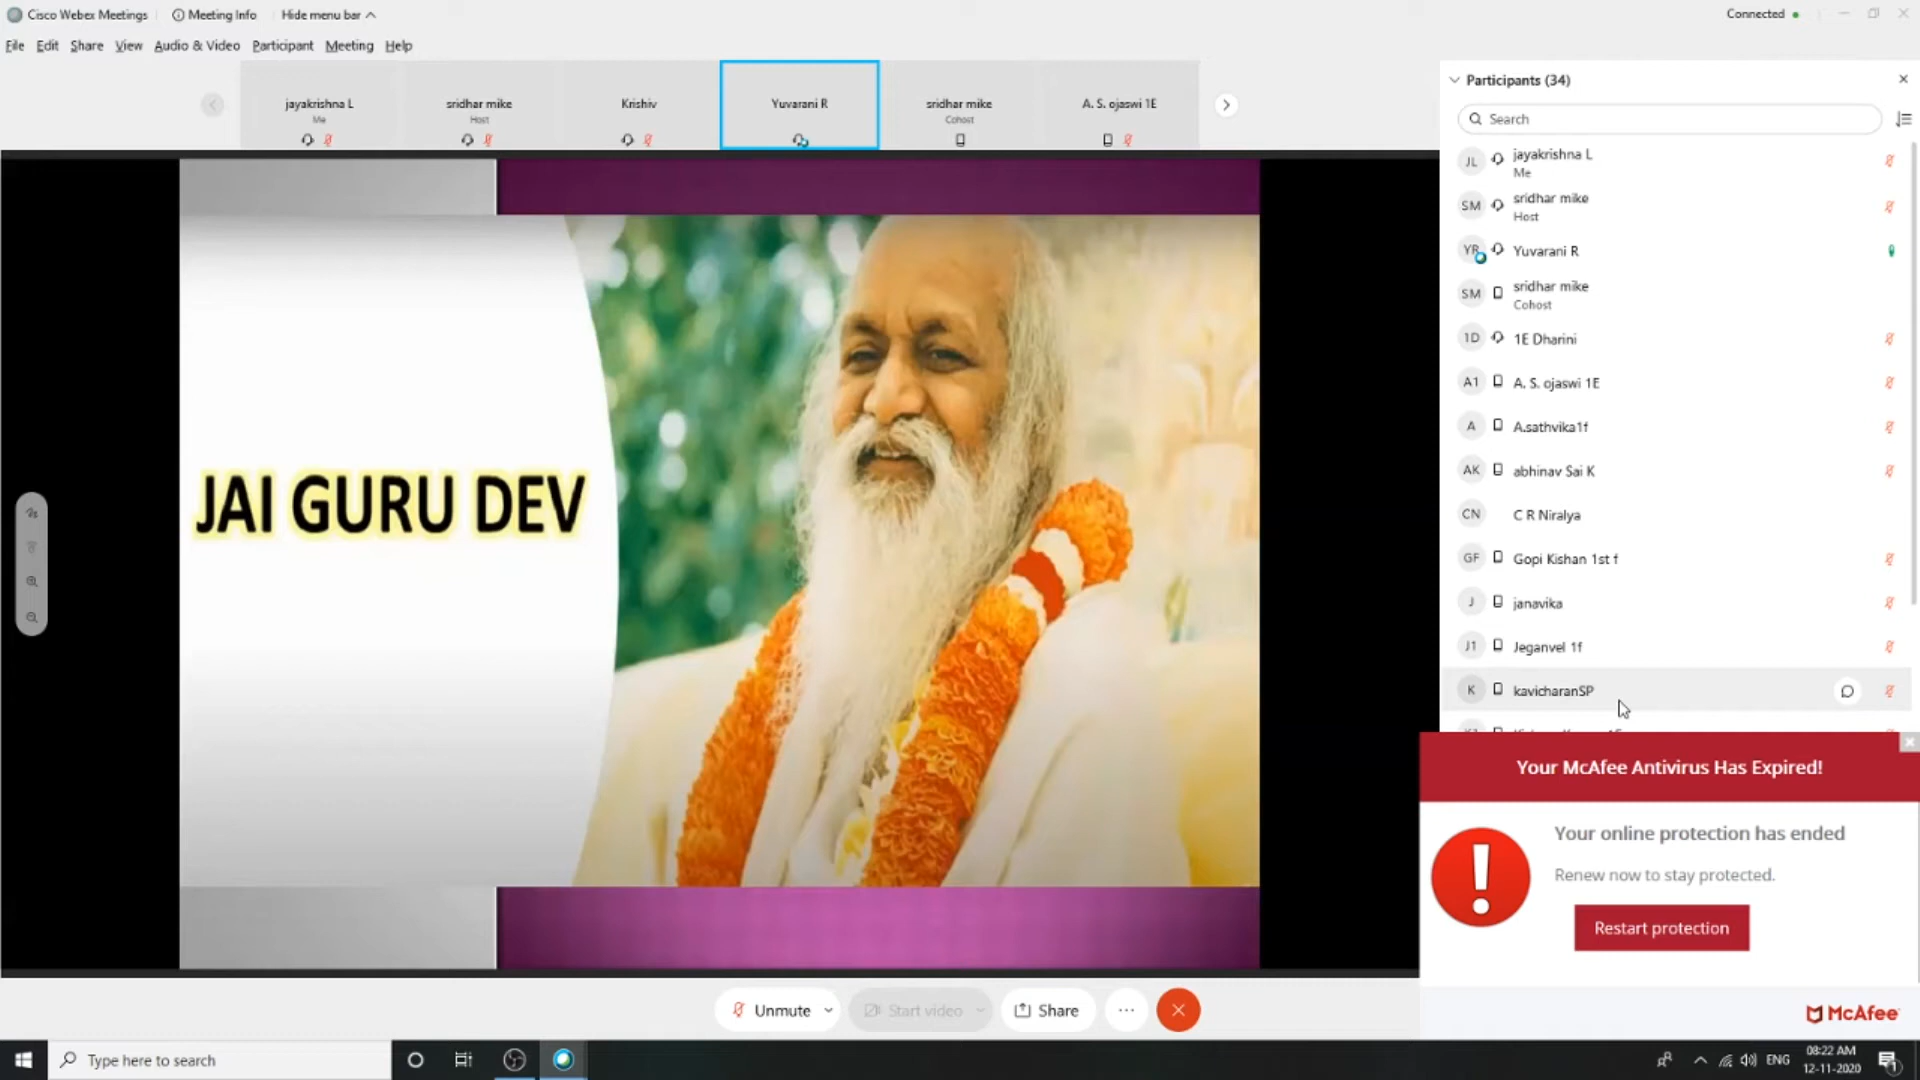 Cisco Webex Meetings
Meeting Info
Hide menu bar
Connected
File Edit Share View Audio & Video Participant Meeting Help
jayakrishna L
Me
sridhar mike
Host
Krishiv
Yuvarani R
sridhar mike
Cohost
A. S. ojaswi 1E
JAI GURU DEV
Participants (34)
Search
JL jayakrishna L
Me
SM sridhar mike
Host
YR Yuvarani R
SM sridhar mike
Cohost
1D 1E Dharini
A1 A. S. ojaswi 1E
A A.sathvika1f
AK abhinav Sai K
CN C R Niralya
GF Gopi Kishan 1st f
J janavika
J1 Jeganvel 1f
K kavicharanSP
Your McAfee Antivirus Has Expired!
Your online protection has ended
Renew now to stay protected.
Restart protection
McAfee
Unmute
Start video
Share
Type here to search
ENG
08:22 AM
12-11-2020
1